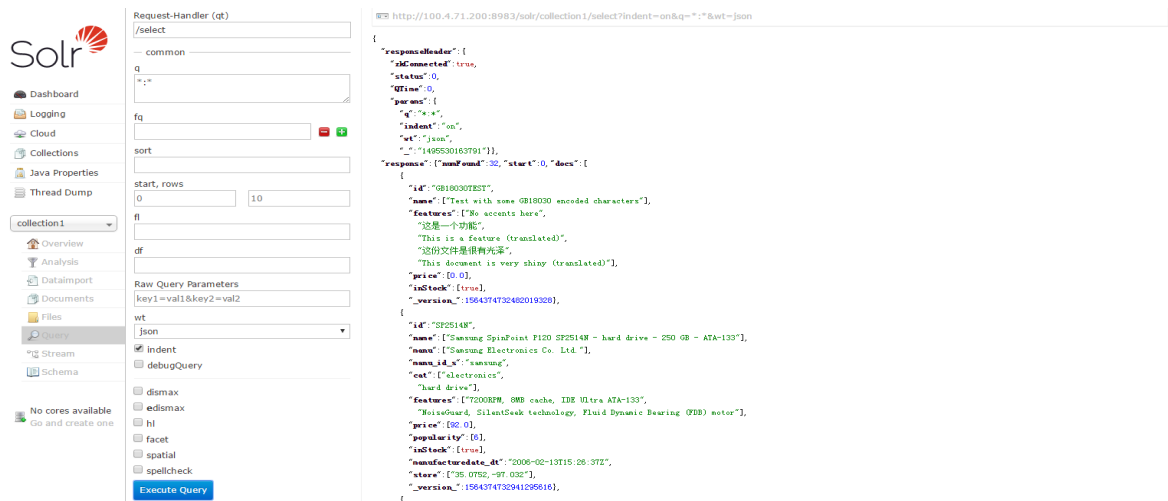 Solr
Dashboard
Logging
Cloud
Collections
Java Properties
Thread Dump
collection1
Overview
Analysis
Dataimport
Documents
Files
Query
Stream
Schema
No cores available
Go and create one
Request-Handler (qt)
/select
common
q
*:*
fq
sort
start, rows
0 10
fl
df
Raw Query Parameters
key1=val1&key2=val2
wt
json
indent
debugQuery
dismax
edismax
hl
facet
spatial
spellcheck
Execute Query
http://100.4.71.200:8983/solr/collection1/select?indent=on&q=*:*&wt=json
{
"responseHeader":{
"zkConnected":true,
"status":0,
"QTime":0,
"params":{
"q":"*:*",
"indent":"on",
"wt":"json",
"_":"1495530163791"}},
"response":{"numFound":32,"start":0,"docs":[
{
"id":"GB18030TEST",
"name":["Test with some GB18030 encoded characters"],
"features":["No accents here",
"这是一个功能",
"This is a feature (translated)",
"这份文件是很有光泽",
"This document is very shiny (translated)"],
"price":[0.0],
"inStock":[true],
"_version_":1564374732482019328},
{
"id":"SP2514N",
"name":["Samsung SpinPoint P120 SP2514N - hard drive - 250 GB - ATA-133"],
"manu":["Samsung Electronics Co. Ltd."],
"manu_id_s":"samsung",
"cat":["electronics",
"hard drive"],
"features":["7200RPM, 8MB cache, IDE Ultra ATA-133",
"NoiseGuard, SilentSeek technology, Fluid Dynamic Bearing (FDB) motor"],
"price":[92.0],
"popularity":[6],
"inStock":[true],
"manufacturedate_dt":"2006-02-13T15:26:37Z",
"store":["35.0752,-97.032"],
"_version_":1564374732941295616},
{